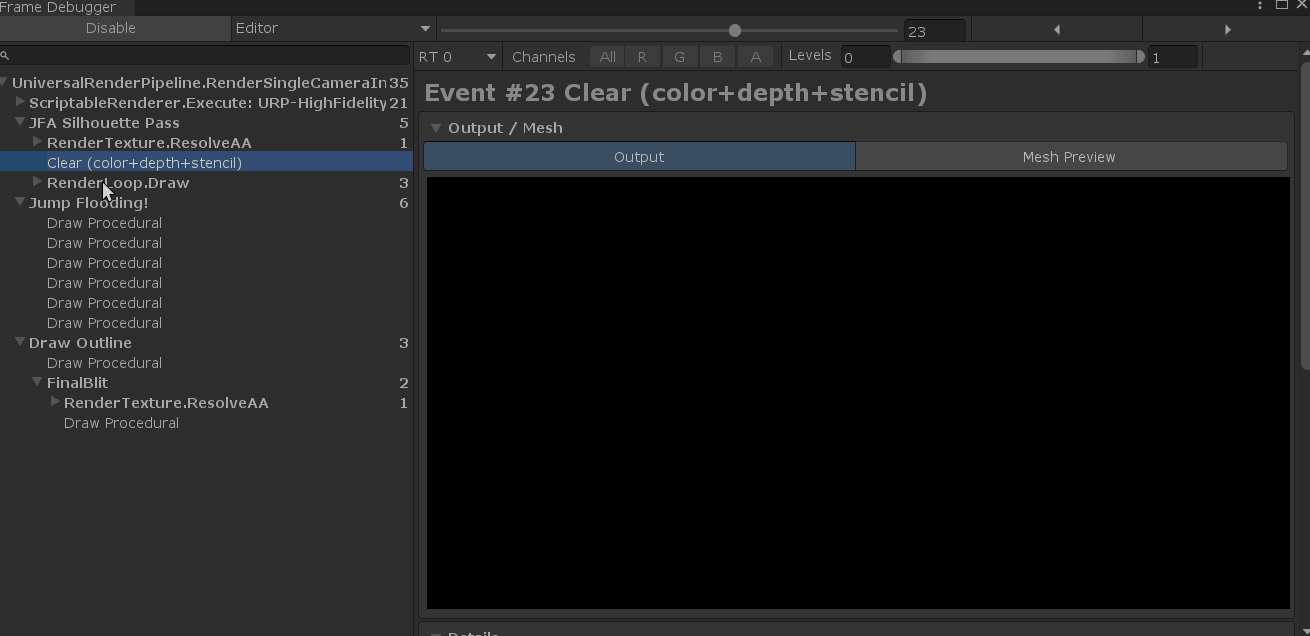 Frame Debugger
Disable Editor 23
RT 0 Channels All R G B A Levels 0 1
UniversalRenderPipeline.RenderSingleCameraIn 35
ScriptableRenderer.Execute: URP-HighFidelity 21
JFA Silhouette Pass 5
RenderTexture.ResolveAA 1
Clear (color+depth+stencil)
RenderLoop.Draw 3
Jump Flooding! 6
Draw Procedural
Draw Procedural
Draw Procedural
Draw Procedural
Draw Procedural
Draw Procedural
Draw Outline 3
Draw Procedural
FinalBlit 2
RenderTexture.ResolveAA 1
Draw Procedural
Event #23 Clear (color+depth+stencil)
Output / Mesh
Output Mesh Preview
Details